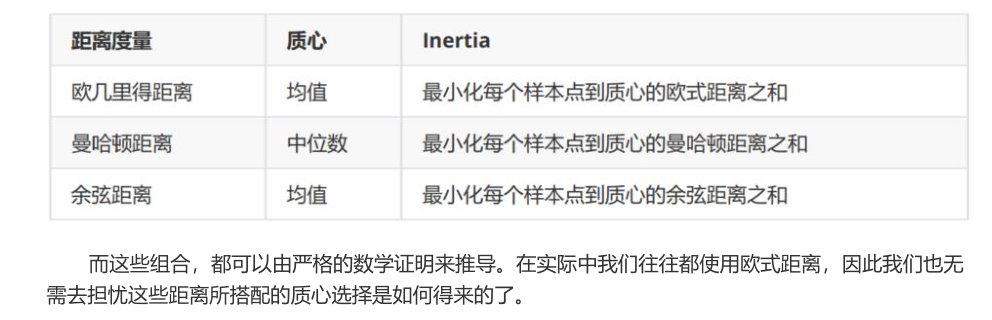 距离度量 质心 Inertia
欧几里得距离 均值 最小化每个样本点到质心的欧式距离之和
曼哈顿距离 中位数 最小化每个样本点到质心的曼哈顿距离之和
余弦距离 均值 最小化每个样本点到质心的余弦距离之和
而这些组合，都可以由严格的数学证明来推导。在实际中我们往往都使用欧式距离，因此我们也无
需去担忧这些距离所搭配的质心选择是如何得来的了。